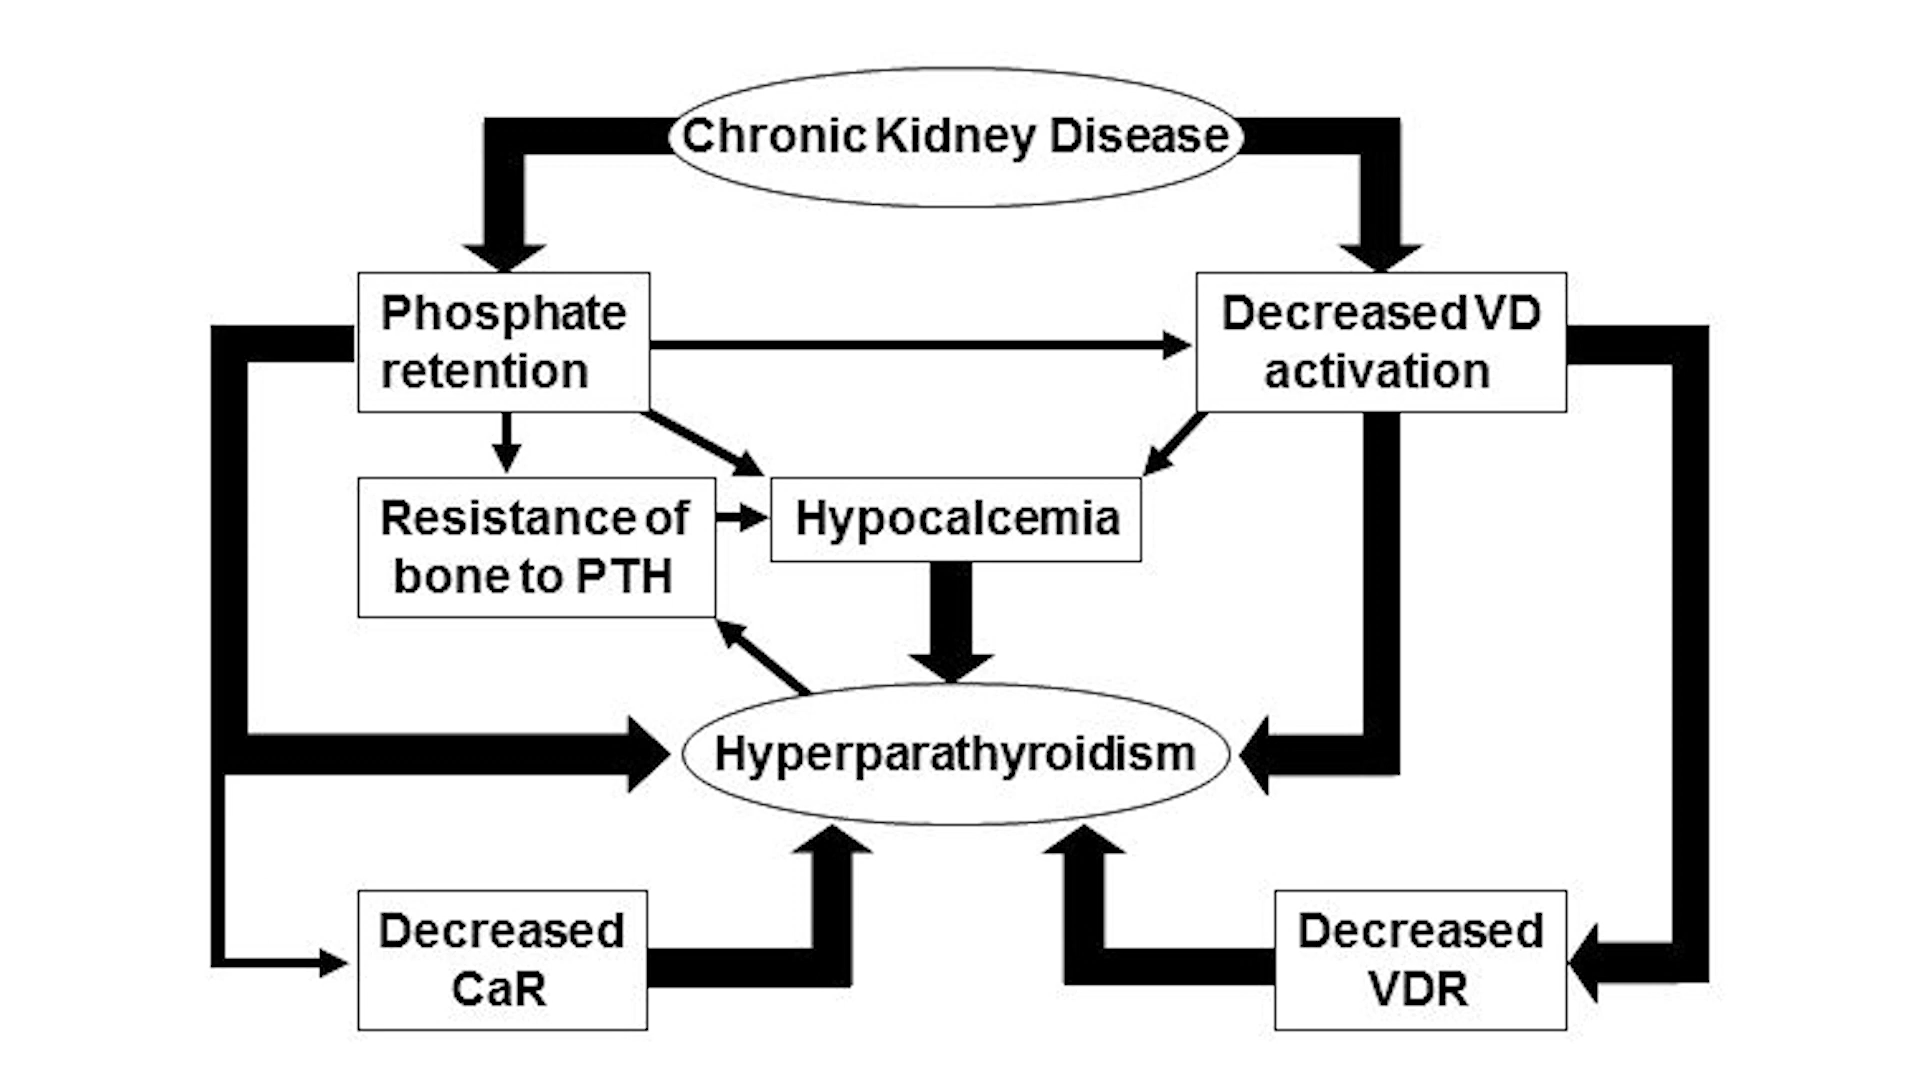 Chronic Kidney Disease
Phosphate
retention
Decreased VD
activation
Resistance of
bone to PTH
Hypocalcemia
Hyperparathyroidism
Decreased
CaR
Decreased
VDR